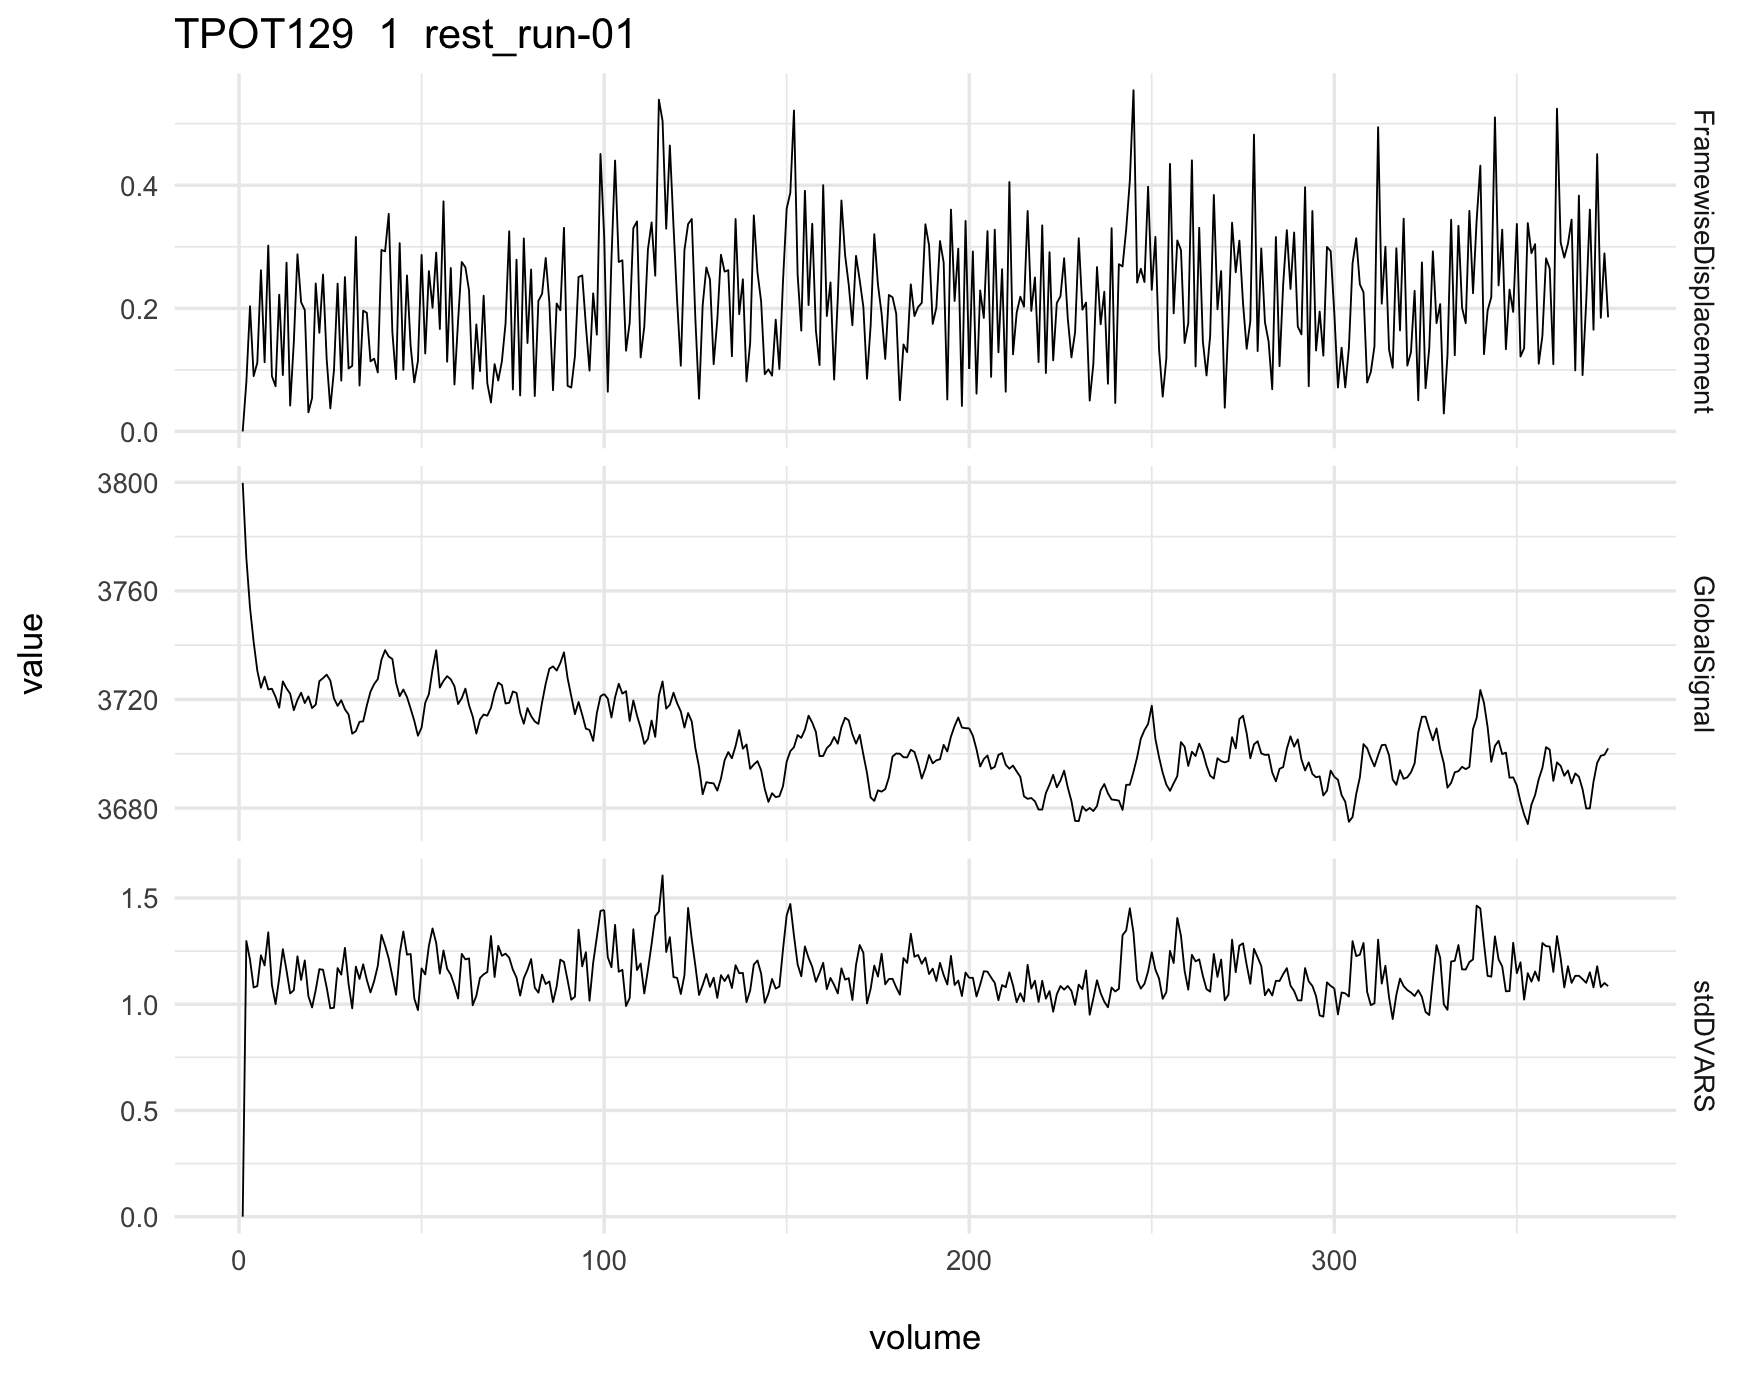 TPOT129 1 rest_run-01
0.4
0.2
0.0
FramewiseDisplacement
3800
3760
3720
3680
GlobalSignal
value
1.5
1.0
0.5
0.0
stdDVARS
0 100 200 300
volume